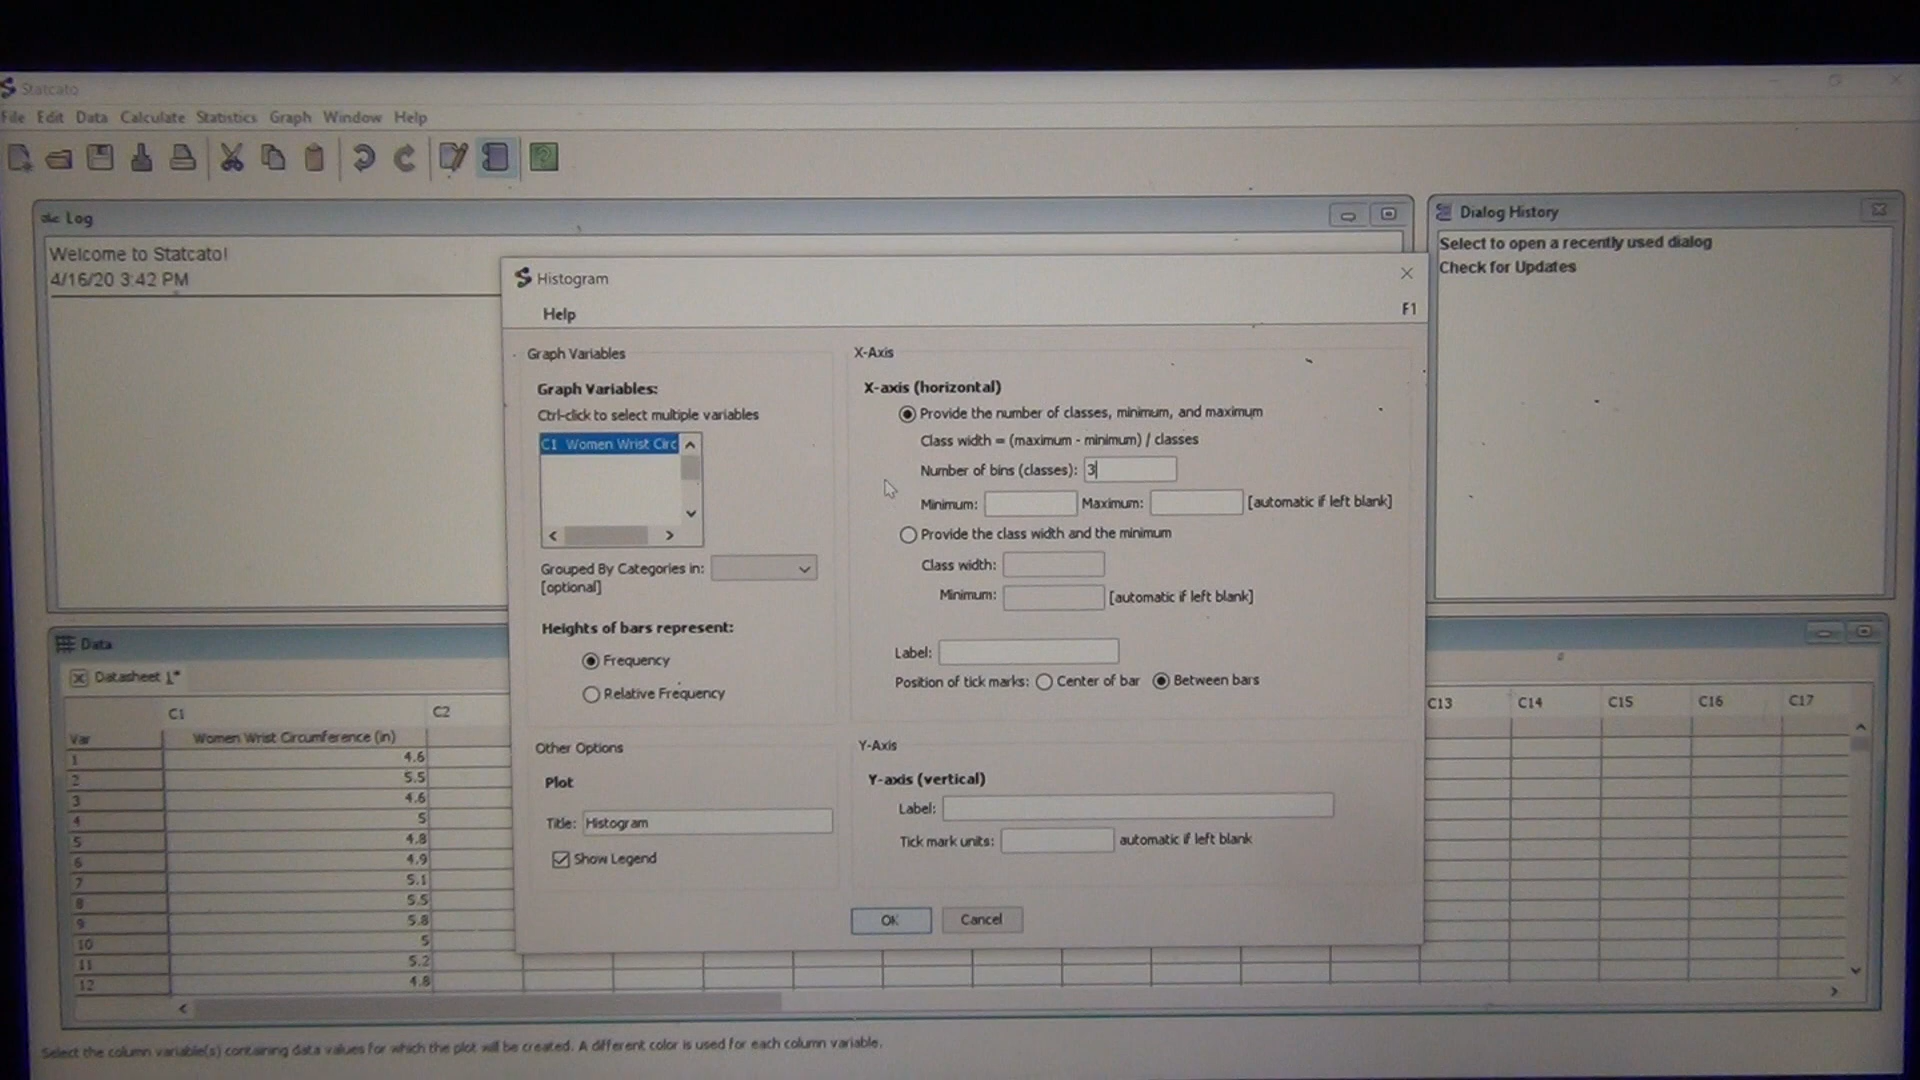 Statcato
File Edit Data Calculate Statistics Graph Window Help
Log
Welcome to Statcato!
4/16/20 3:42 PM
Dialog History
Select to open a recently used dialog
Check for Updates
Histogram
Help
F1
Graph Variables
Graph Variables:
Ctrl-click to select multiple variables
C1 Women Wrist Circ
Grouped By Categories in:
[optional]
Heights of bars represent:
Frequency
Relative Frequency
X-Axis
X-axis (horizontal)
Provide the number of classes, minimum, and maximum
Class width = (maximum - minimum) / classes
Number of bins (classes): 3
Minimum: Maximum: [automatic if left blank]
Provide the class width and the minimum
Class width:
Minimum: [automatic if left blank]
Label:
Position of tick marks: Center of bar Between bars
Other Options
Plot
Title: Histogram
Show Legend
Y-Axis
Y-axis (vertical)
Label:
Tick mark units: automatic if left blank
OK Cancel
Data
Datasheet 1*
C1 C2 C13 C14 C15 C16 C17
Var Women Wrist Circumference (in)
1 4.6
2 5.5
3 4.6
4 5
5 4.8
6 4.9
7 5.1
8 5.5
9 5.8
10 5
11 5.2
12 4.8
Select the column variable(s) containing data values for which the plot will be created. A different color is used for each column variable.